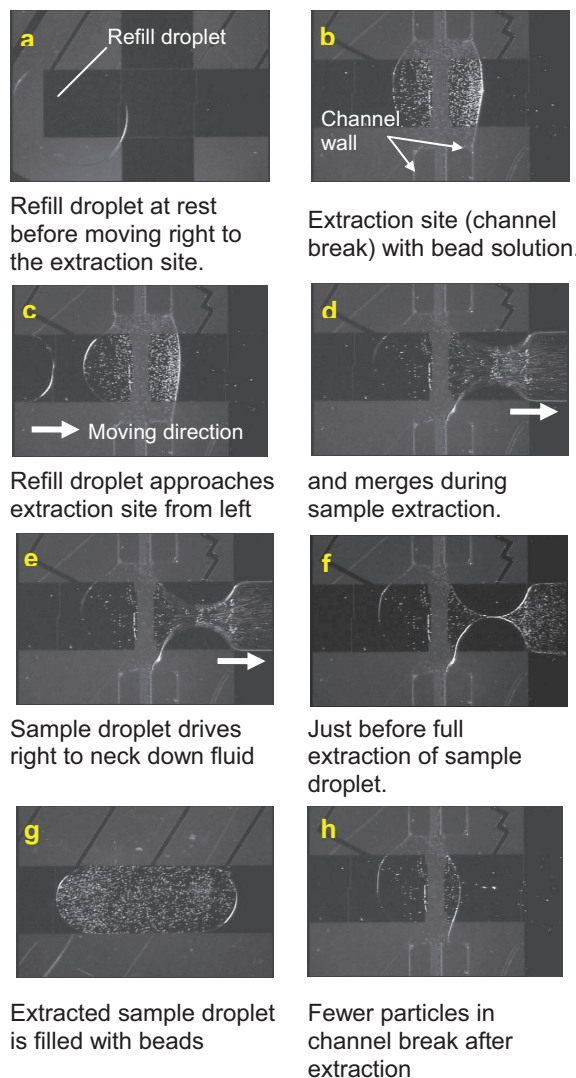 a
Refill droplet
Refill droplet at rest
before moving right to
the extraction site.
b
Channel
wall
Extraction site (channel
break) with bead solution.
c
Moving direction
Refill droplet approaches
extraction site from left
d
and merges during
sample extraction.
e
Sample droplet drives
right to neck down fluid
f
Just before full
extraction of sample
droplet.
g
Extracted sample droplet
is filled with beads
h
Fewer particles in
channel break after
extraction